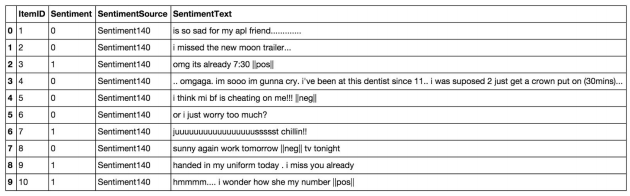 ItemID Sentiment SentimentSource SentimentText
0 1 0 Sentiment140 is so sad for my apl friend.............
1 2 0 Sentiment140 i missed the new moon trailer...
2 3 1 Sentiment140 omg its already 7:30 ||pos||
3 4 0 Sentiment140 .. omgaga. im sooo im gunna cry. i've been at this dentist since 11.. i was suposed 2 just get a crown put on (30mins)...
4 5 0 Sentiment140 i think mi bf is cheating on me!!! ||neg||
5 6 0 Sentiment140 or i just worry too much?
6 7 1 Sentiment140 juuuuuuuuuuuuuuuuussssst chillin!!
7 8 0 Sentiment140 sunny again work tomorrow ||neg|| tv tonight
8 9 1 Sentiment140 handed in my uniform today . i miss you already
9 10 1 Sentiment140 hmmmm.... i wonder how she my number ||pos||